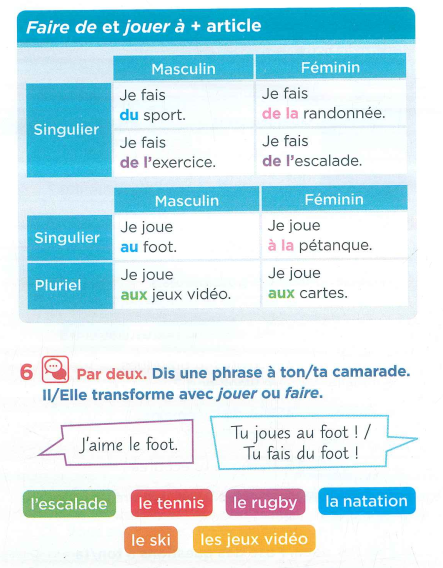 Faire de et jouer à + article
Masculin
Féminin
Singulier
Je fais
du sport.
Je fais
de la randonnée.
Je fais
de l'exercice.
Je fais
de l'escalade.
Masculin
Féminin
Singulier
Je joue
au foot.
Je joue
à la pétanque.
Pluriel
Je joue
aux jeux vidéo.
Je joue
aux cartes.
6 Par deux. Dis une phrase à ton/ta camarade.
Il/Elle transforme avec jouer ou faire.
J'aime le foot.
Tu joues au foot ! /
Tu fais du foot !
l'escalade
le tennis
le rugby
la natation
le ski
les jeux vidéo